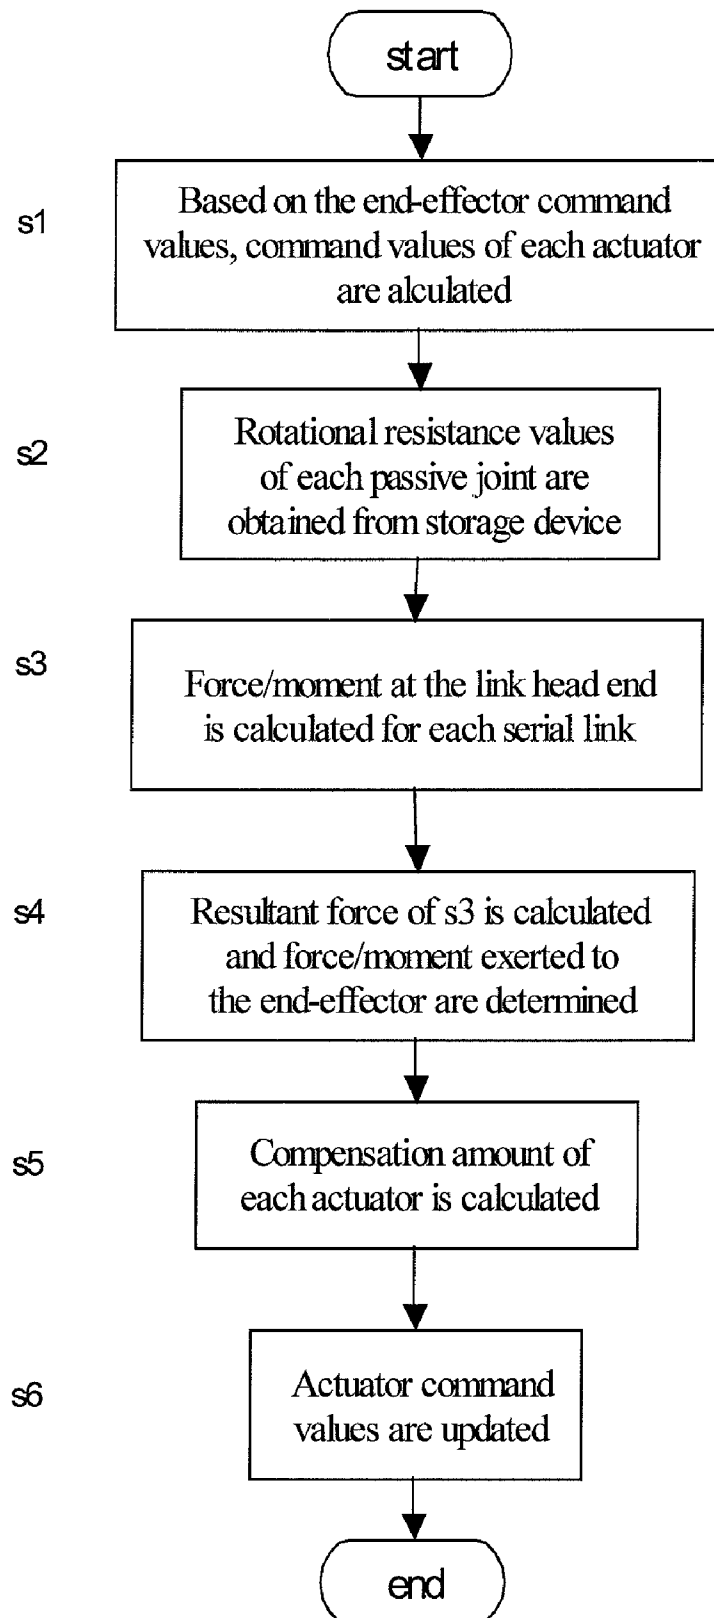 start
s1
Based on the end-effector command
values, command values of each actuator
are alculated
s2
Rotational resistance values
of each passive joint are
obtained from storage device
s3
Force/moment at the link head end
is calculated for each serial link
s4
Resultant force of s3 is calculated
and force/moment exerted to
the end-effector are determined
s5
Compensation amount of
each actuator is calculated
s6
Actuator command
values are updated
end